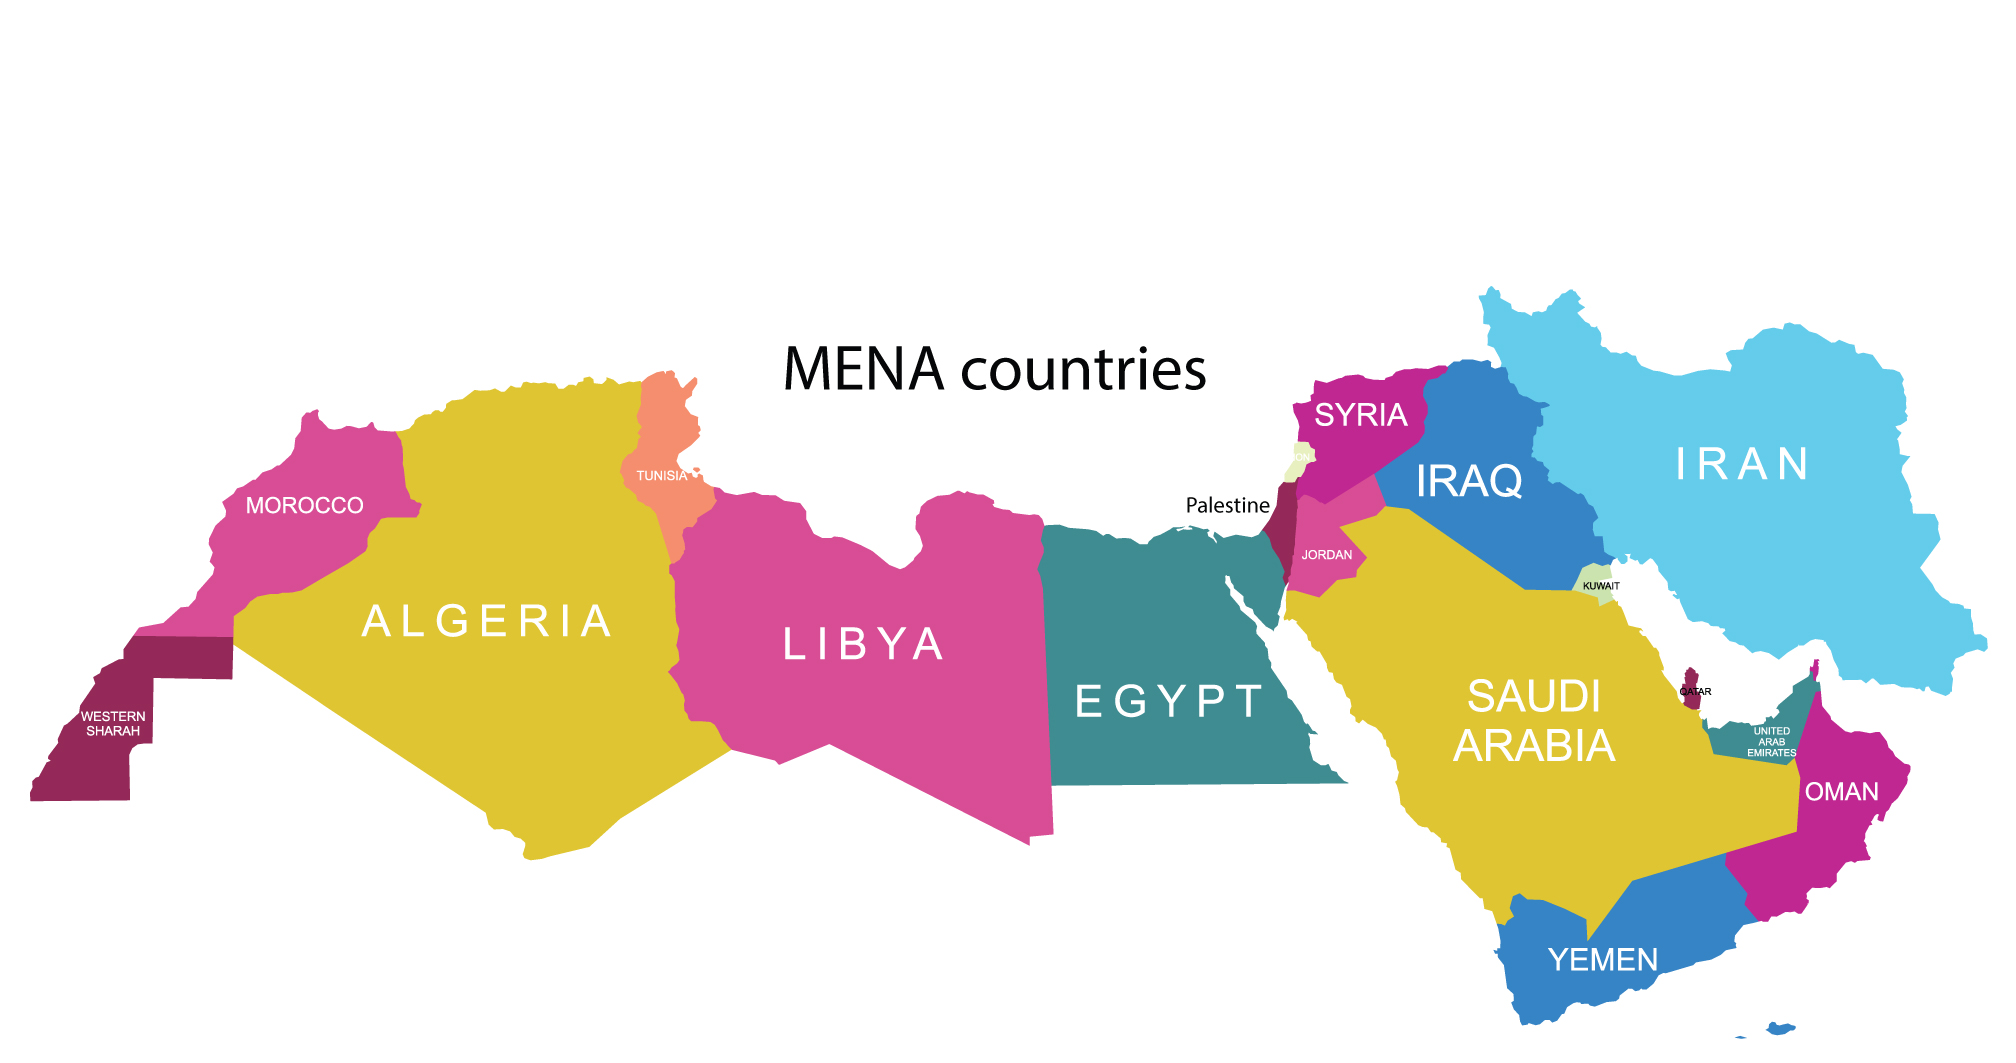 MENA countries
SYRIA
IRAN
IRAQ
TUNISIA
MOROCCO
Palestine
JORDAN
KUWAIT
ALGERIA
LIBYA
EGYPT
SAUDI
ARABIA
QATAR
WESTERN
SHARAH
UNITED
ARAB
EMIRATES
OMAN
YEMEN